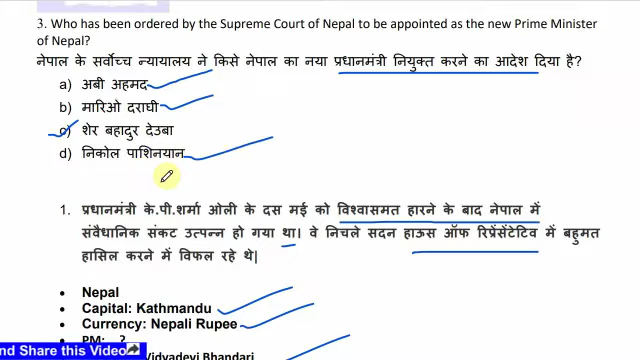 3. Who has been ordered by the Supreme Court of Nepal to be appointed as the new Prime Minister
of Nepal?
नेपाल के सर्वोच्च न्यायालय ने किसे नेपाल का नया प्रधानमंत्री नियुक्त करने का आदेश दिया है?
a) अबी अहमद
b) मारिओ दराघी
c) शेर बहादुर देउबा
d) निकोल पाशिनयान
1. प्रधानमंत्री के.पी.शर्मा ओली के दस मई को विश्वासमत हारने के बाद नेपाल में
संवैधानिक संकट उत्पन्न हो गया था। वे निचले सदन हाऊस ऑफ रिप्रेंसेंटेटिव में बहुमत
हासिल करने में विफल रहे थे|
• Nepal
• Capital: Kathmandu
• Currency: Nepali Rupee
• PM: ?
Vidyadevi Bhandari
nd Share this Video